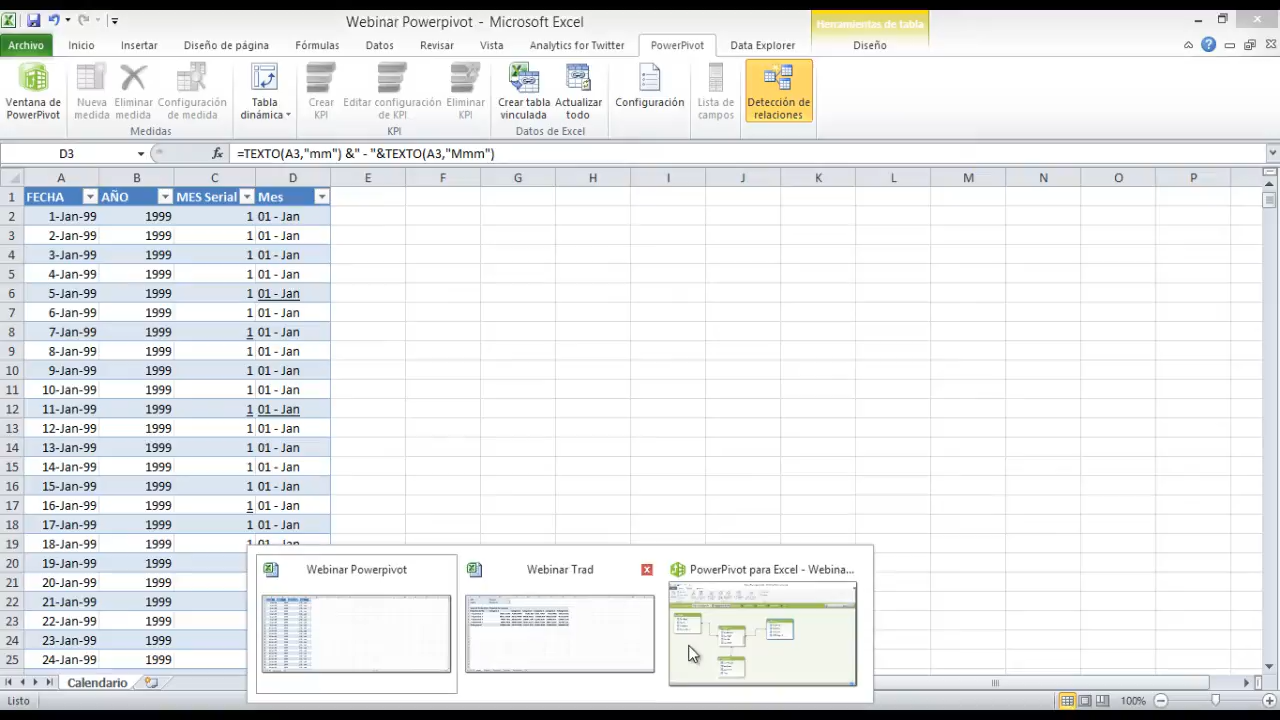 Webinar Powerpivot - Microsoft Excel
Herramientas de tabla
Archivo Inicio Insertar Diseño de página Fórmulas Datos Revisar Vista Analytics for Twitter PowerPivot Data Explorer Diseño
Ventana de PowerPivot
Nueva medida
Eliminar medida
Configuración de medida
Medidas
Tabla dinámica
Crear KPI
Editar configuración de KPI
Eliminar KPI
KPI
Crear tabla vinculada
Actualizar todo
Datos de Excel
Configuración
Lista de campos
Detección de relaciones
D3 fx =TEXTO(A3,"mm") &" - "&TEXTO(A3,"Mmm")
A B C D E F G H I J K L M N O P
1 FECHA AÑO MES Serial Mes
2 1-Jan-99 1999 1 01 - Jan
3 2-Jan-99 1999 1 01 - Jan
4 3-Jan-99 1999 1 01 - Jan
5 4-Jan-99 1999 1 01 - Jan
6 5-Jan-99 1999 1 01 - Jan
7 6-Jan-99 1999 1 01 - Jan
8 7-Jan-99 1999 1 01 - Jan
9 8-Jan-99 1999 1 01 - Jan
10 9-Jan-99 1999 1 01 - Jan
11 10-Jan-99 1999 1 01 - Jan
12 11-Jan-99 1999 1 01 - Jan
13 12-Jan-99 1999 1 01 - Jan
14 13-Jan-99 1999 1 01 - Jan
15 14-Jan-99 1999 1 01 - Jan
16 15-Jan-99 1999 1 01 - Jan
17 16-Jan-99 1999 1 01 - Jan
18 17-Jan-99 1999 1 01 - Jan
19 18-Jan-99 1999 1 01 - Jan
20 19-Jan-99 1999
21 20-Jan-99 1999
22 21-Jan-99 1999
23 22-Jan-99 1999
24 23-Jan-99 1999
25 24-Jan-99 1999
Webinar Powerpivot
Webinar Trad
PowerPivot para Excel - Webina...
Calendario
Listo
100%